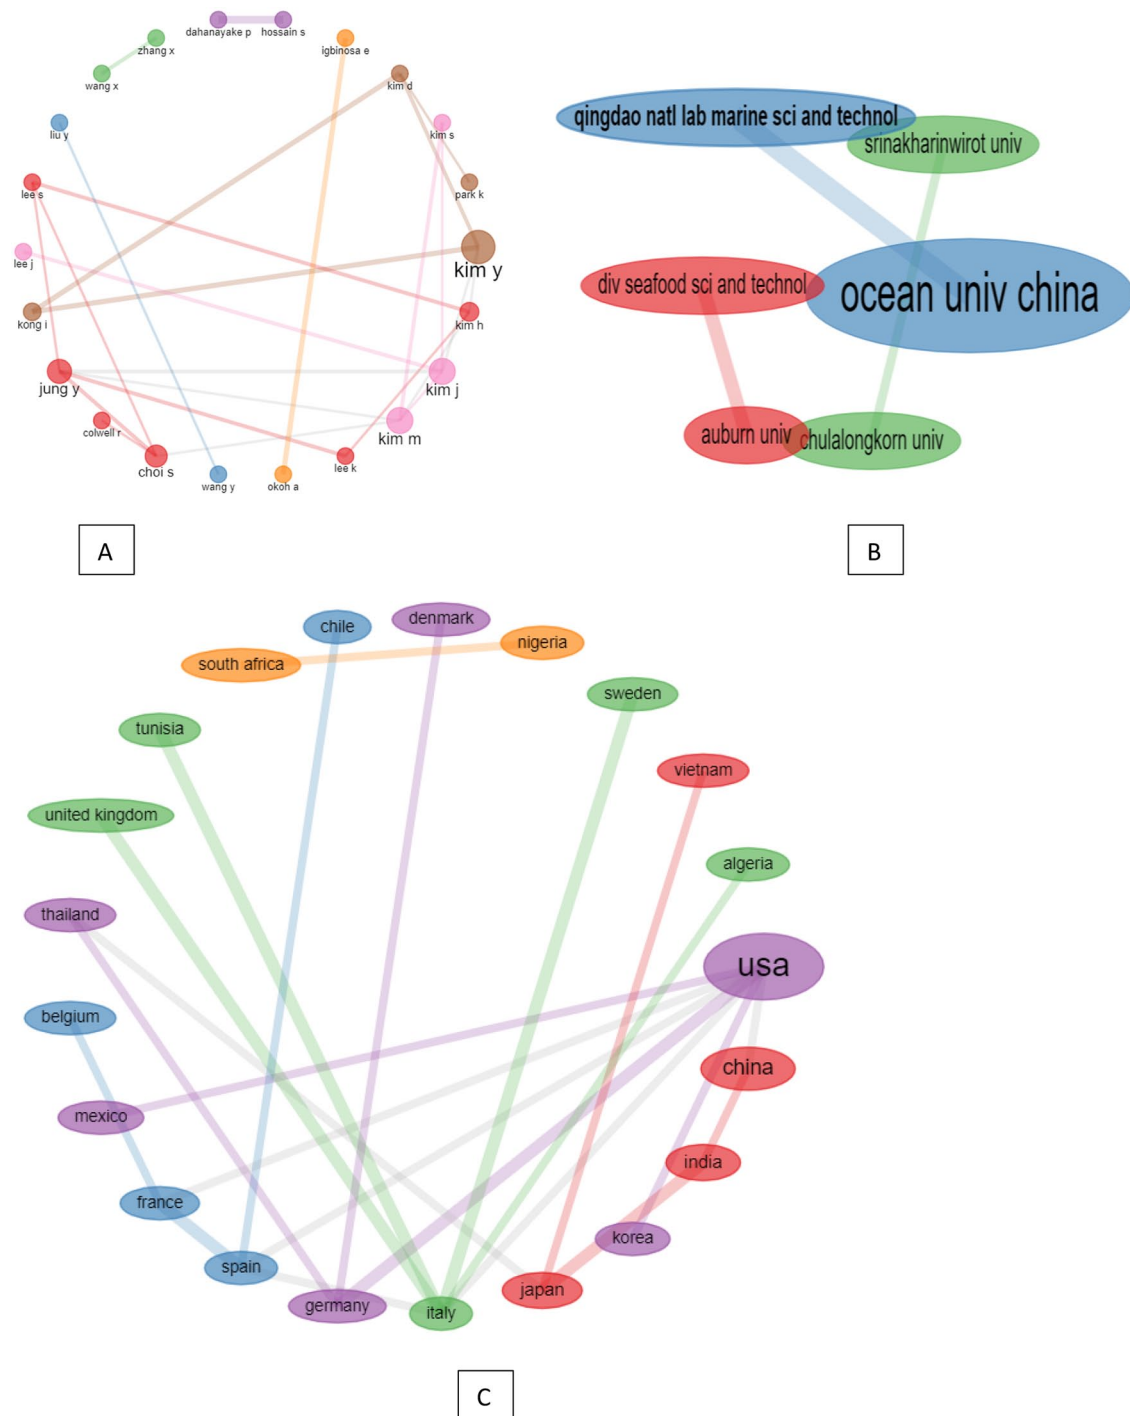 dahanayake p
hossain s
zhang x
igbinosa e
wang x
kim d
liu y
kim s
lee s
park k
lee j
kim y
kong i
kim h
jung y
kim j
colwell r
kim m
choi s
lee k
wang y
okoh a
A
qingdao natl lab marine sci and technol
srinakharinwirot univ
div seafood sci and technol
ocean univ china
auburn univ
chulalongkorn univ
B
chile
denmark
nigeria
south africa
sweden
tunisia
vietnam
united kingdom
algeria
thailand
usa
belgium
china
mexico
india
france
korea
spain
japan
germany
italy
C